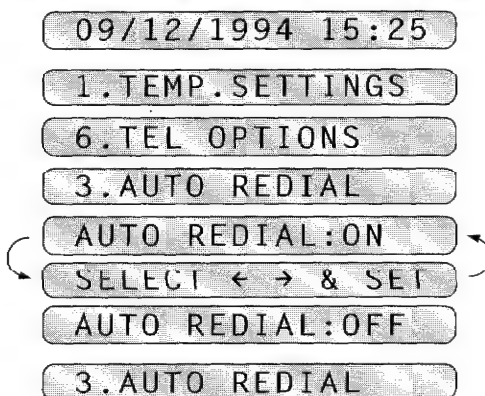 09/12/1994 15:25
1.TEMP.SETTINGS
6.TEL OPTIONS
3.AUTO REDIAL
AUTO REDIAL:ON
SELECT ← → & SET
AUTO REDIAL:OFF
3.AUTO REDIAL